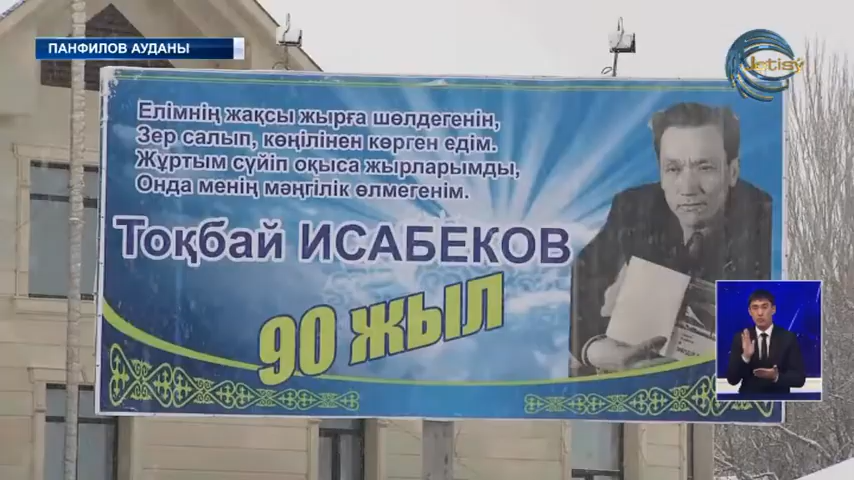 ПАНФИЛОВ АУДАНЫ
Jetisý
Елімнің жақсы жырға шөлдегенін,
Зер салып, көңілінен көрген едім.
Жұртым сүйіп оқыса жырларымды,
Онда менің мәңгілік өлмегенім.
Тоқбай ИСАБЕКОВ
90 ЖЫЛ